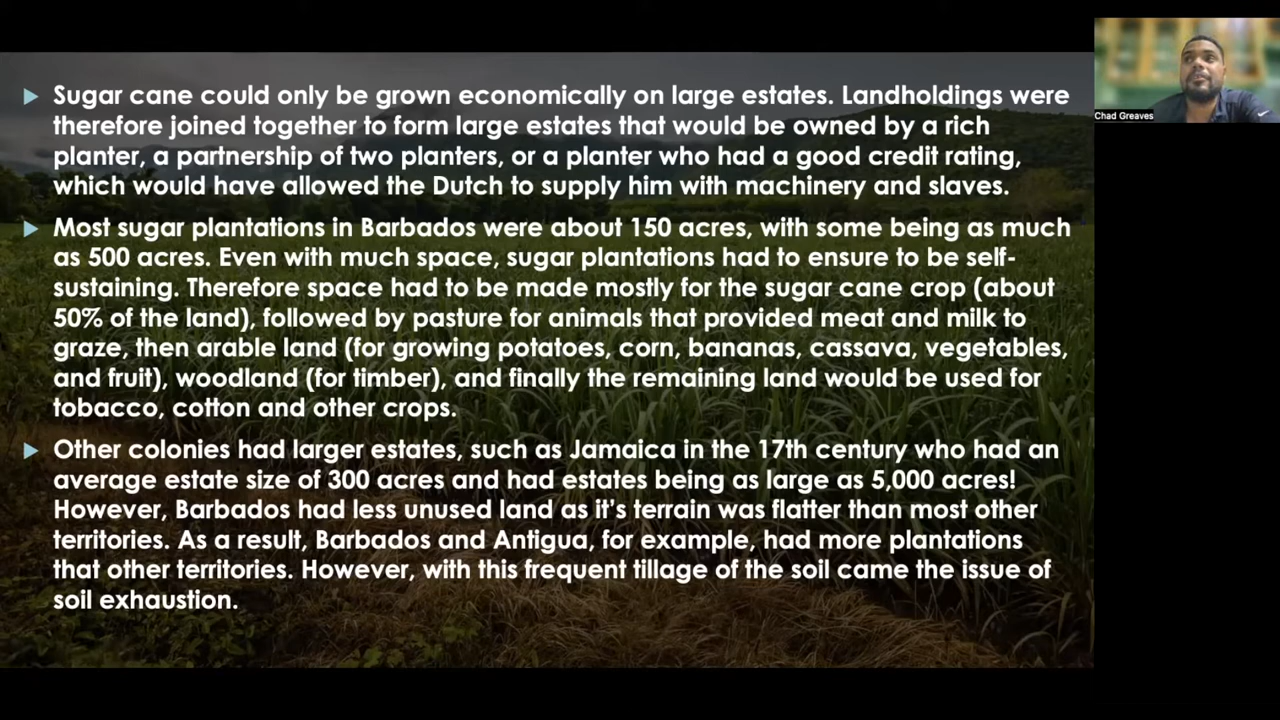 Sugar cane could only be grown economically on large estates. Landholdings were
therefore joined together to form large estates that would be owned by a rich
planter, a partnership of two planters, or a planter who had a good credit rating,
which would have allowed the Dutch to supply him with machinery and slaves.
Most sugar plantations in Barbados were about 150 acres, with some being as much
as 500 acres. Even with much space, sugar plantations had to ensure to be self-
sustaining. Therefore space had to be made mostly for the sugar cane crop (about
50% of the land), followed by pasture for animals that provided meat and milk to
graze, then arable land (for growing potatoes, corn, bananas, cassava, vegetables,
and fruit), woodland (for timber), and finally the remaining land would be used for
tobacco, cotton and other crops.
Other colonies had larger estates, such as Jamaica in the 17th century who had an
average estate size of 300 acres and had estates being as large as 5,000 acres!
However, Barbados had less unused land as it's terrain was flatter than most other
territories. As a result, Barbados and Antigua, for example, had more plantations
that other territories. However, with this frequent tillage of the soil came the issue of
soil exhaustion.
Chad Greaves